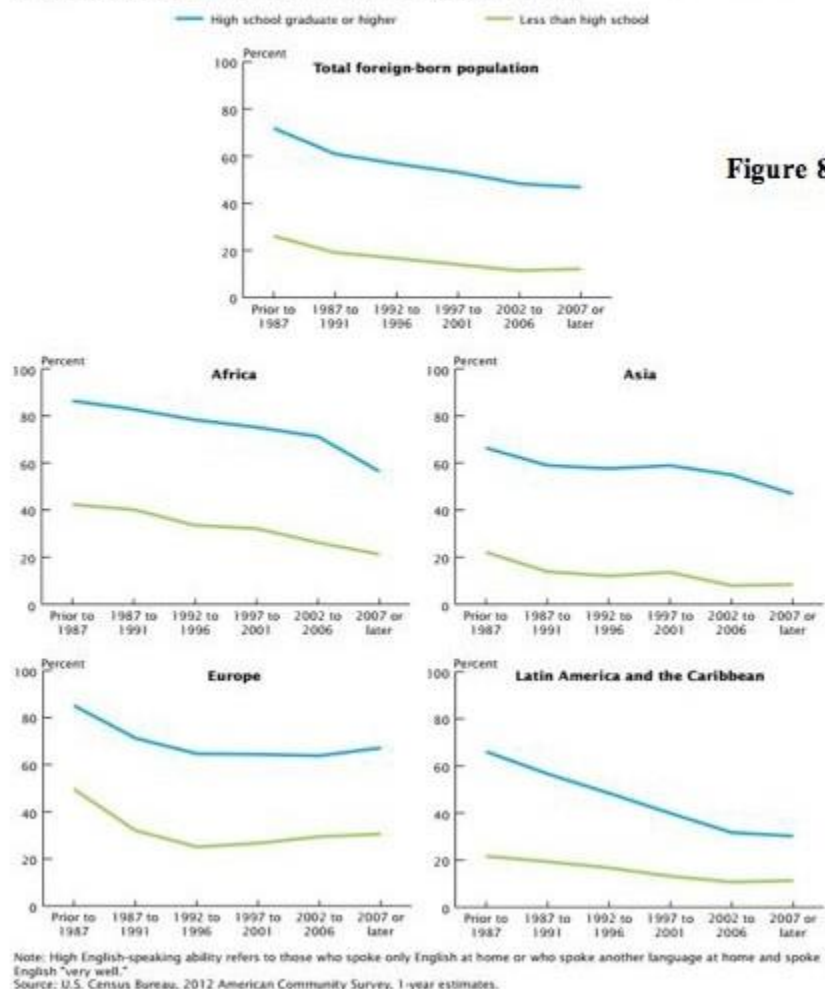 High school graduate or higher
Less than high school
Percent
Total foreign-born population
100
80
60
40
20
0
Prior to 1987 to 1992 to 1997 to 2002 to 2007 or
1987 1991 1996 2001 2006 later
Figure 8
Percent
Africa
100
80
60
40
20
0
Prior to 1987 to 1992 to 1997 to 2002 to 2007 or
1987 1991 1996 2001 2006 later
Percent
Asia
100
80
60
40
20
0
Prior to 1987 to 1992 to 1997 to 2002 to 2007 or
1987 1991 1996 2001 2006 later
Percent
Europe
100
80
60
40
20
0
Prior to 1987 to 1992 to 1997 to 2002 to 2007 or
1987 1991 1996 2001 2006 later
Percent
Latin America and the Caribbean
100
80
60
40
20
0
Prior to 1987 to 1992 to 1997 to 2002 to 2007 or
1987 1991 1996 2001 2006 later
Note: High English-speaking ability refers to those who spoke only English at home or who spoke another language at home and spoke
English "very well."
Source: U.S. Census Bureau, 2012 American Community Survey, 1-year estimates.